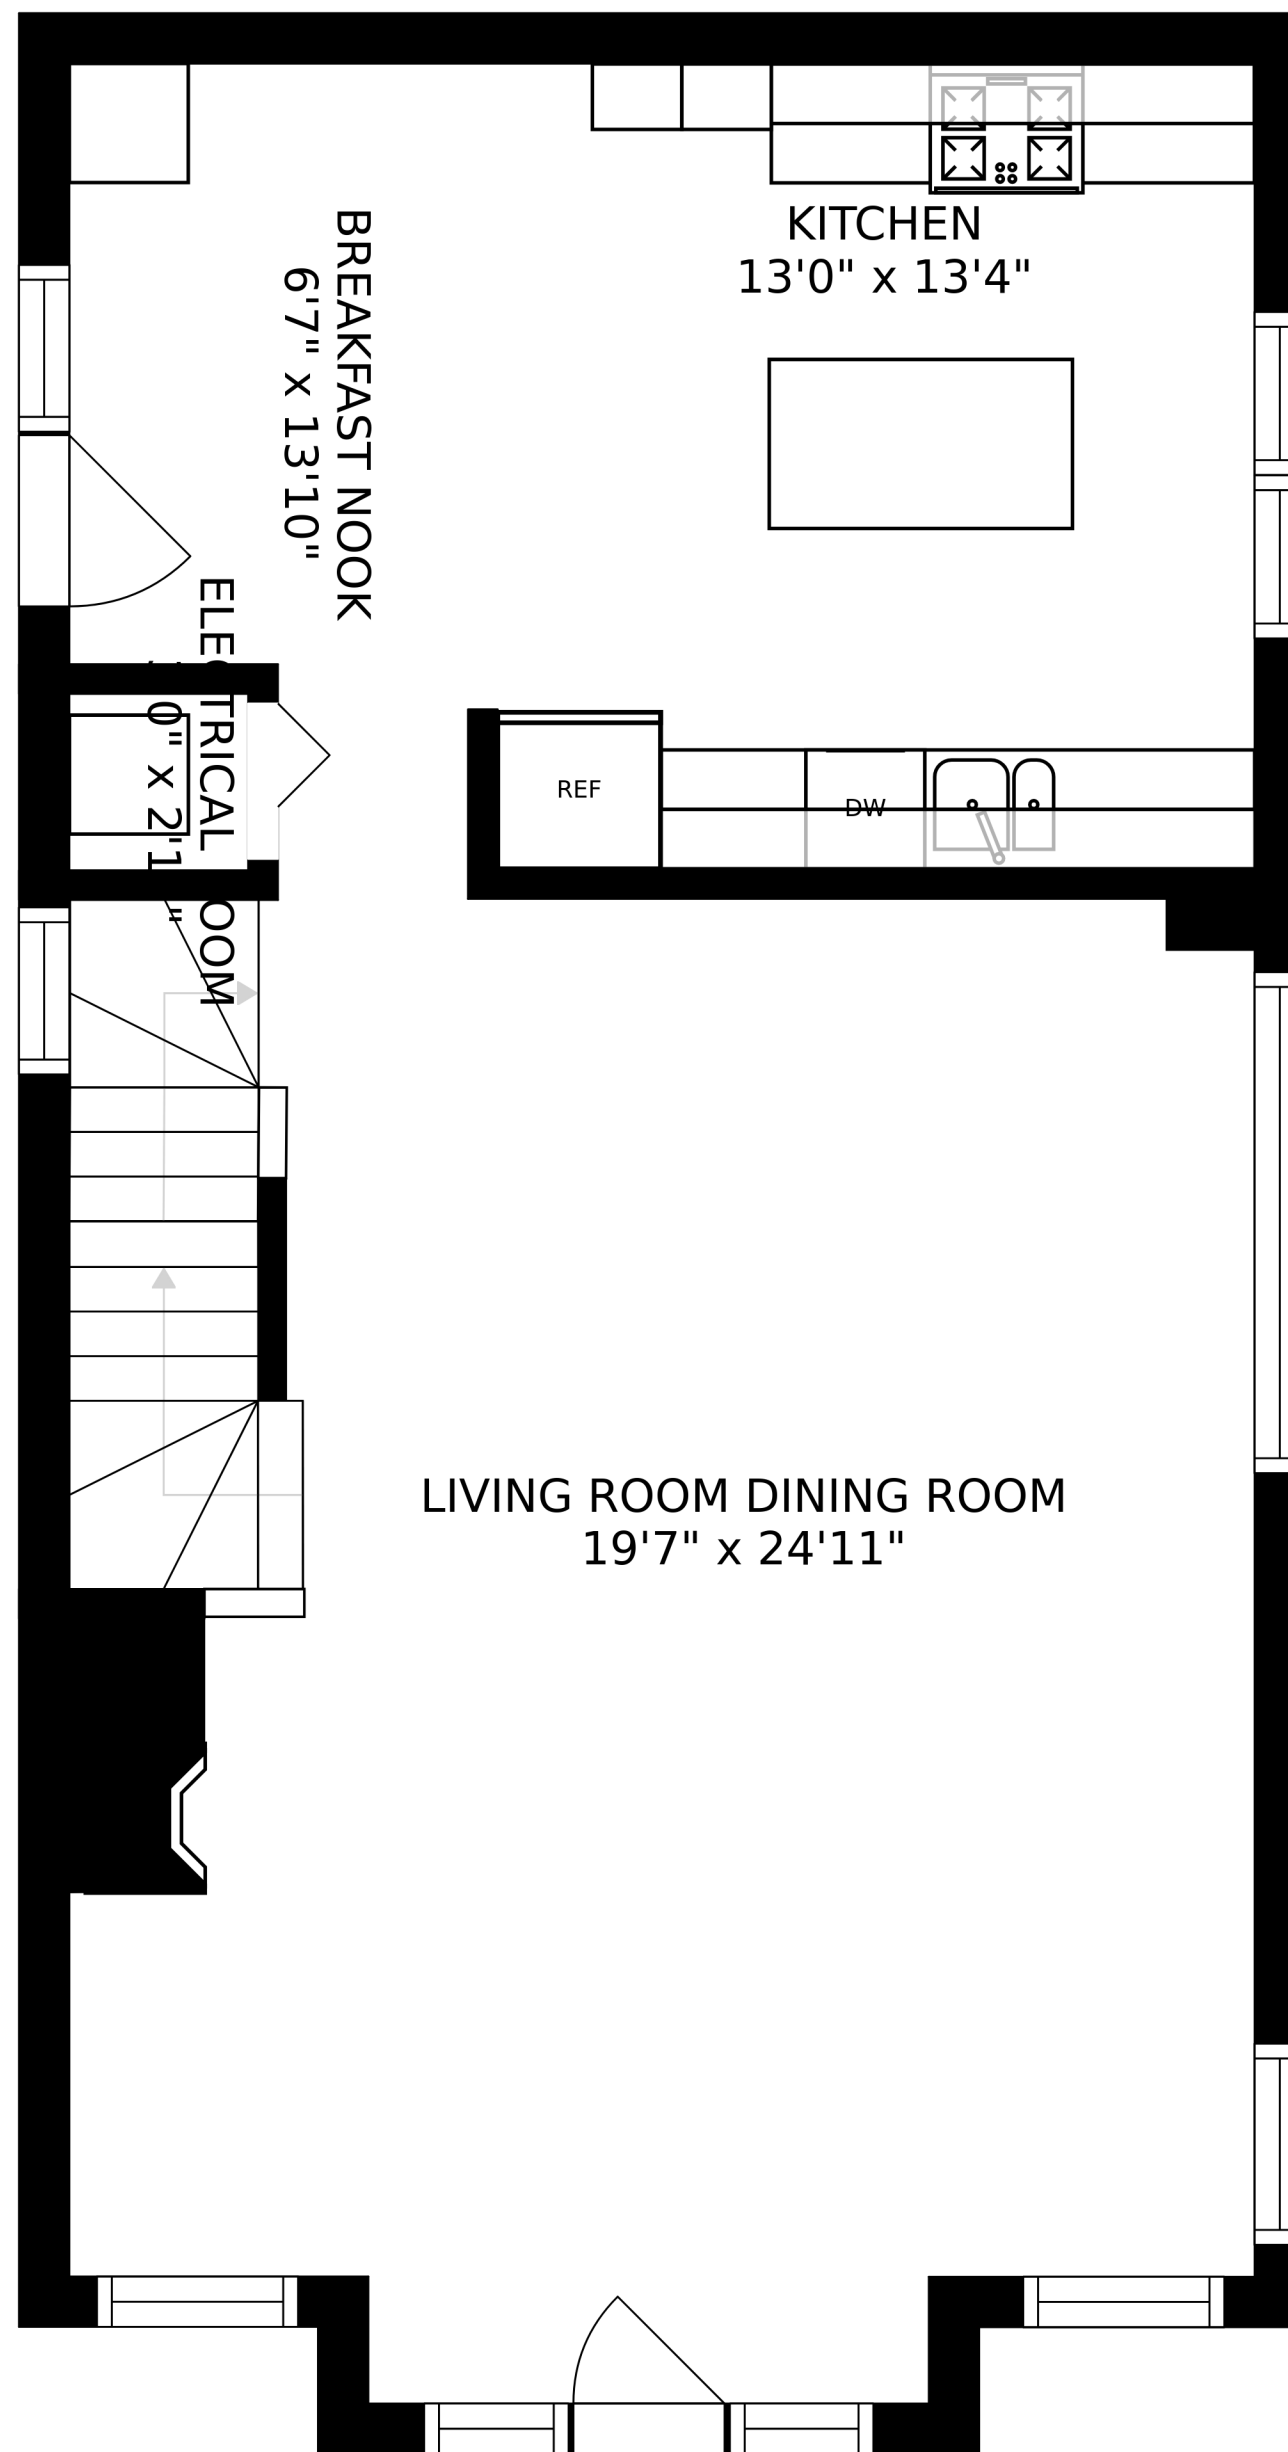 KITCHEN
13'0" x 13'4"
BREAKFAST NOOK
6'7" x 13'10"
ELECTRICAL
REF
DW
LIVING ROOM DINING ROOM
19'7" x 24'11"